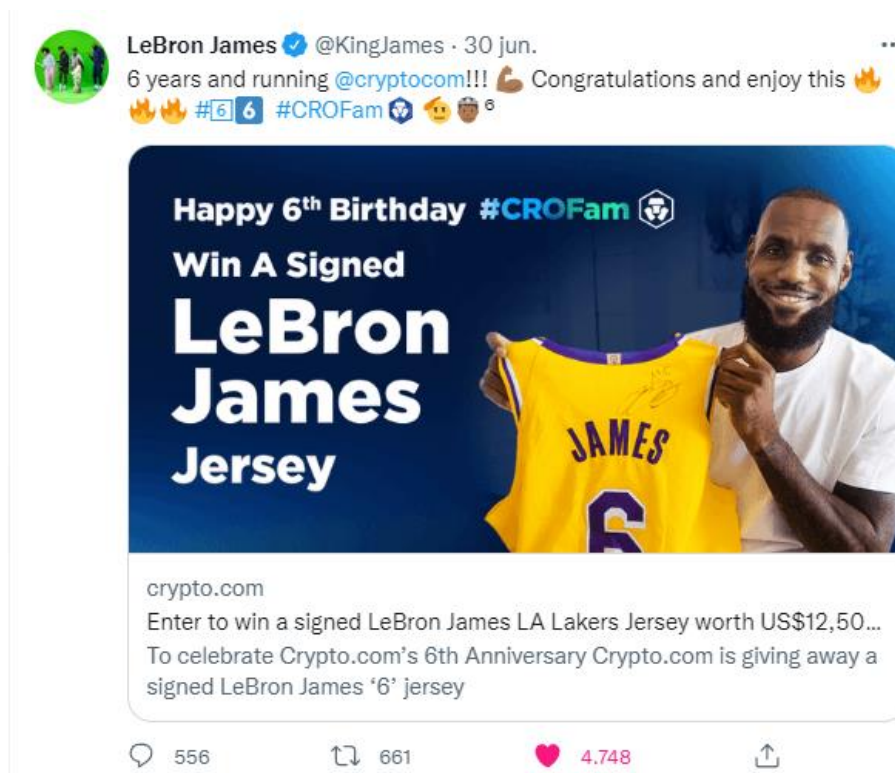 LeBron James @KingJames · 30 jun.
6 years and running @cryptocom!!! 💪🏾 Congratulations and enjoy this 🔥
🔥🔥 #6️⃣6️⃣ #CROFam 🫡👨🏾‍🚀⁶
Happy 6th Birthday #CROFam
Win A Signed
LeBron
James
Jersey
JAMES
6
crypto.com
Enter to win a signed LeBron James LA Lakers Jersey worth US$12,50...
To celebrate Crypto.com's 6th Anniversary Crypto.com is giving away a
signed LeBron James ‘6’ jersey
556 661 4.748